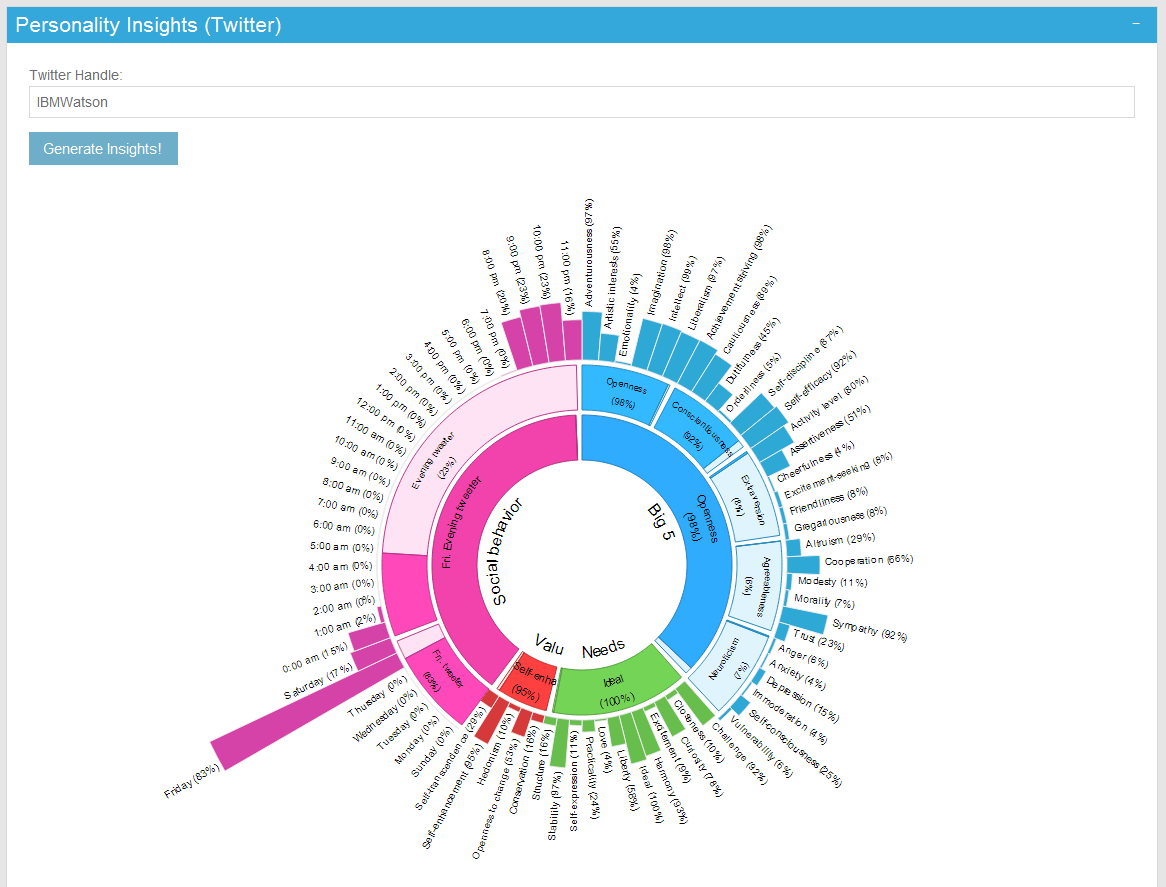 Personality Insights (Twitter)
−
Twitter Handle:
IBMWatson
Generate Insights!
Adventurousness (97%)
Artistic interests (55%)
Emotionality (4%)
Imagination (98%)
Intellect (99%)
Liberalism (97%)
Achievement striving (98%)
Cautiousness (89%)
Dutifulness (45%)
Orderliness (5%)
Self-discipline (87%)
Self-efficacy (92%)
Activity level (80%)
Assertiveness (51%)
Cheerfulness (4%)
Excitement-seeking (8%)
Friendliness (8%)
Gregariousness (8%)
Altruism (29%)
Cooperation (66%)
Modesty (11%)
Morality (7%)
Sympathy (92%)
Trust (23%)
Anger (6%)
Anxiety (4%)
Depression (15%)
Immoderation (4%)
Self-consciousness (25%)
Vulnerability (6%)
Challenge (92%)
Closeness (10%)
Curiosity (78%)
Excitement (9%)
Harmony (93%)
Ideal (100%)
Liberty (58%)
Love (4%)
Practicality (24%)
Self-expression (11%)
Stability (97%)
Structure (16%)
Conservation (16%)
Openness to change (53%)
Hedonism (10%)
Self-enhancement (95%)
Self-transcendence (29%)
Sunday (0%)
Monday (0%)
Tuesday (0%)
Wednesday (0%)
Thursday (0%)
Friday (83%)
Saturday (17%)
0:00 am (15%)
1:00 am (2%)
2:00 am (0%)
3:00 am (0%)
4:00 am (0%)
5:00 am (0%)
6:00 am (0%)
7:00 am (0%)
8:00 am (0%)
9:00 am (0%)
10:00 am (0%)
11:00 am (0%)
12:00 pm (0%)
1:00 pm (0%)
2:00 pm (0%)
3:00 pm (0%)
4:00 pm (0%)
5:00 pm (0%)
6:00 pm (0%)
7:00 pm (0%)
8:00 pm (20%)
9:00 pm (23%)
10:00 pm (23%)
11:00 pm (16%)
Openness
(98%)
Conscientiousness
(92%)
Extraversion
(8%)
Agreeableness
(6%)
Neuroticism
(7%)
Fri. tweeter
(83%)
Evening tweeter
(23%)
Openness
(98%)
Ideal
(100%)
Self-enha
(95%)
Fri. Evening tweeter
Big 5
Needs
Valu
Social behavior